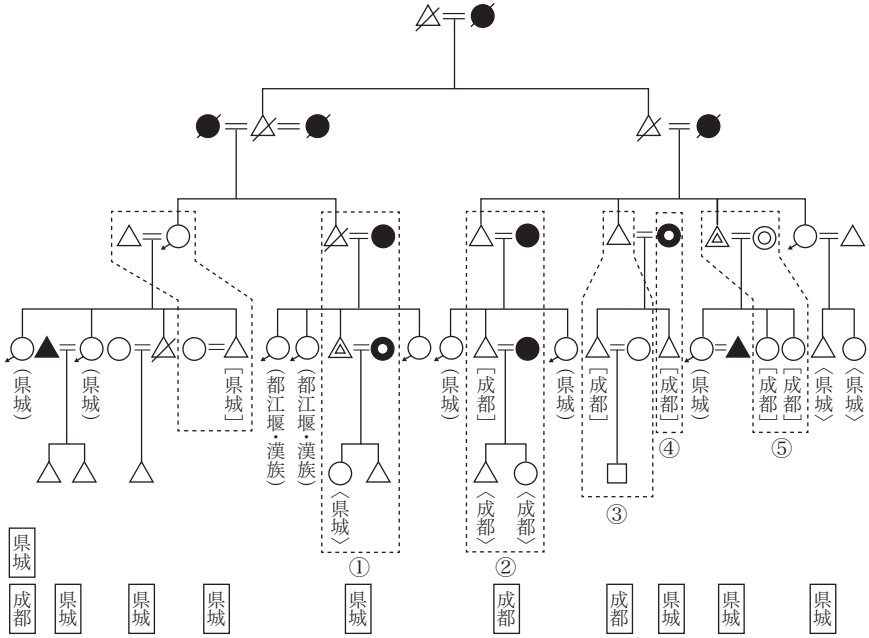 (県城)
(県城)
[県城]
(都江堰・漢族)
(都江堰・漢族)
(県城)
[成都]
(県城)
[成都]
[成都]
(県城)
[成都]
[成都]
〈県城〉
〈県城〉
④
⑤
〈県城〉
〈成都〉
〈成都〉
③
①
②
県城
成都
県城
県城
県城
県城
成都
成都
県城
県城
県城